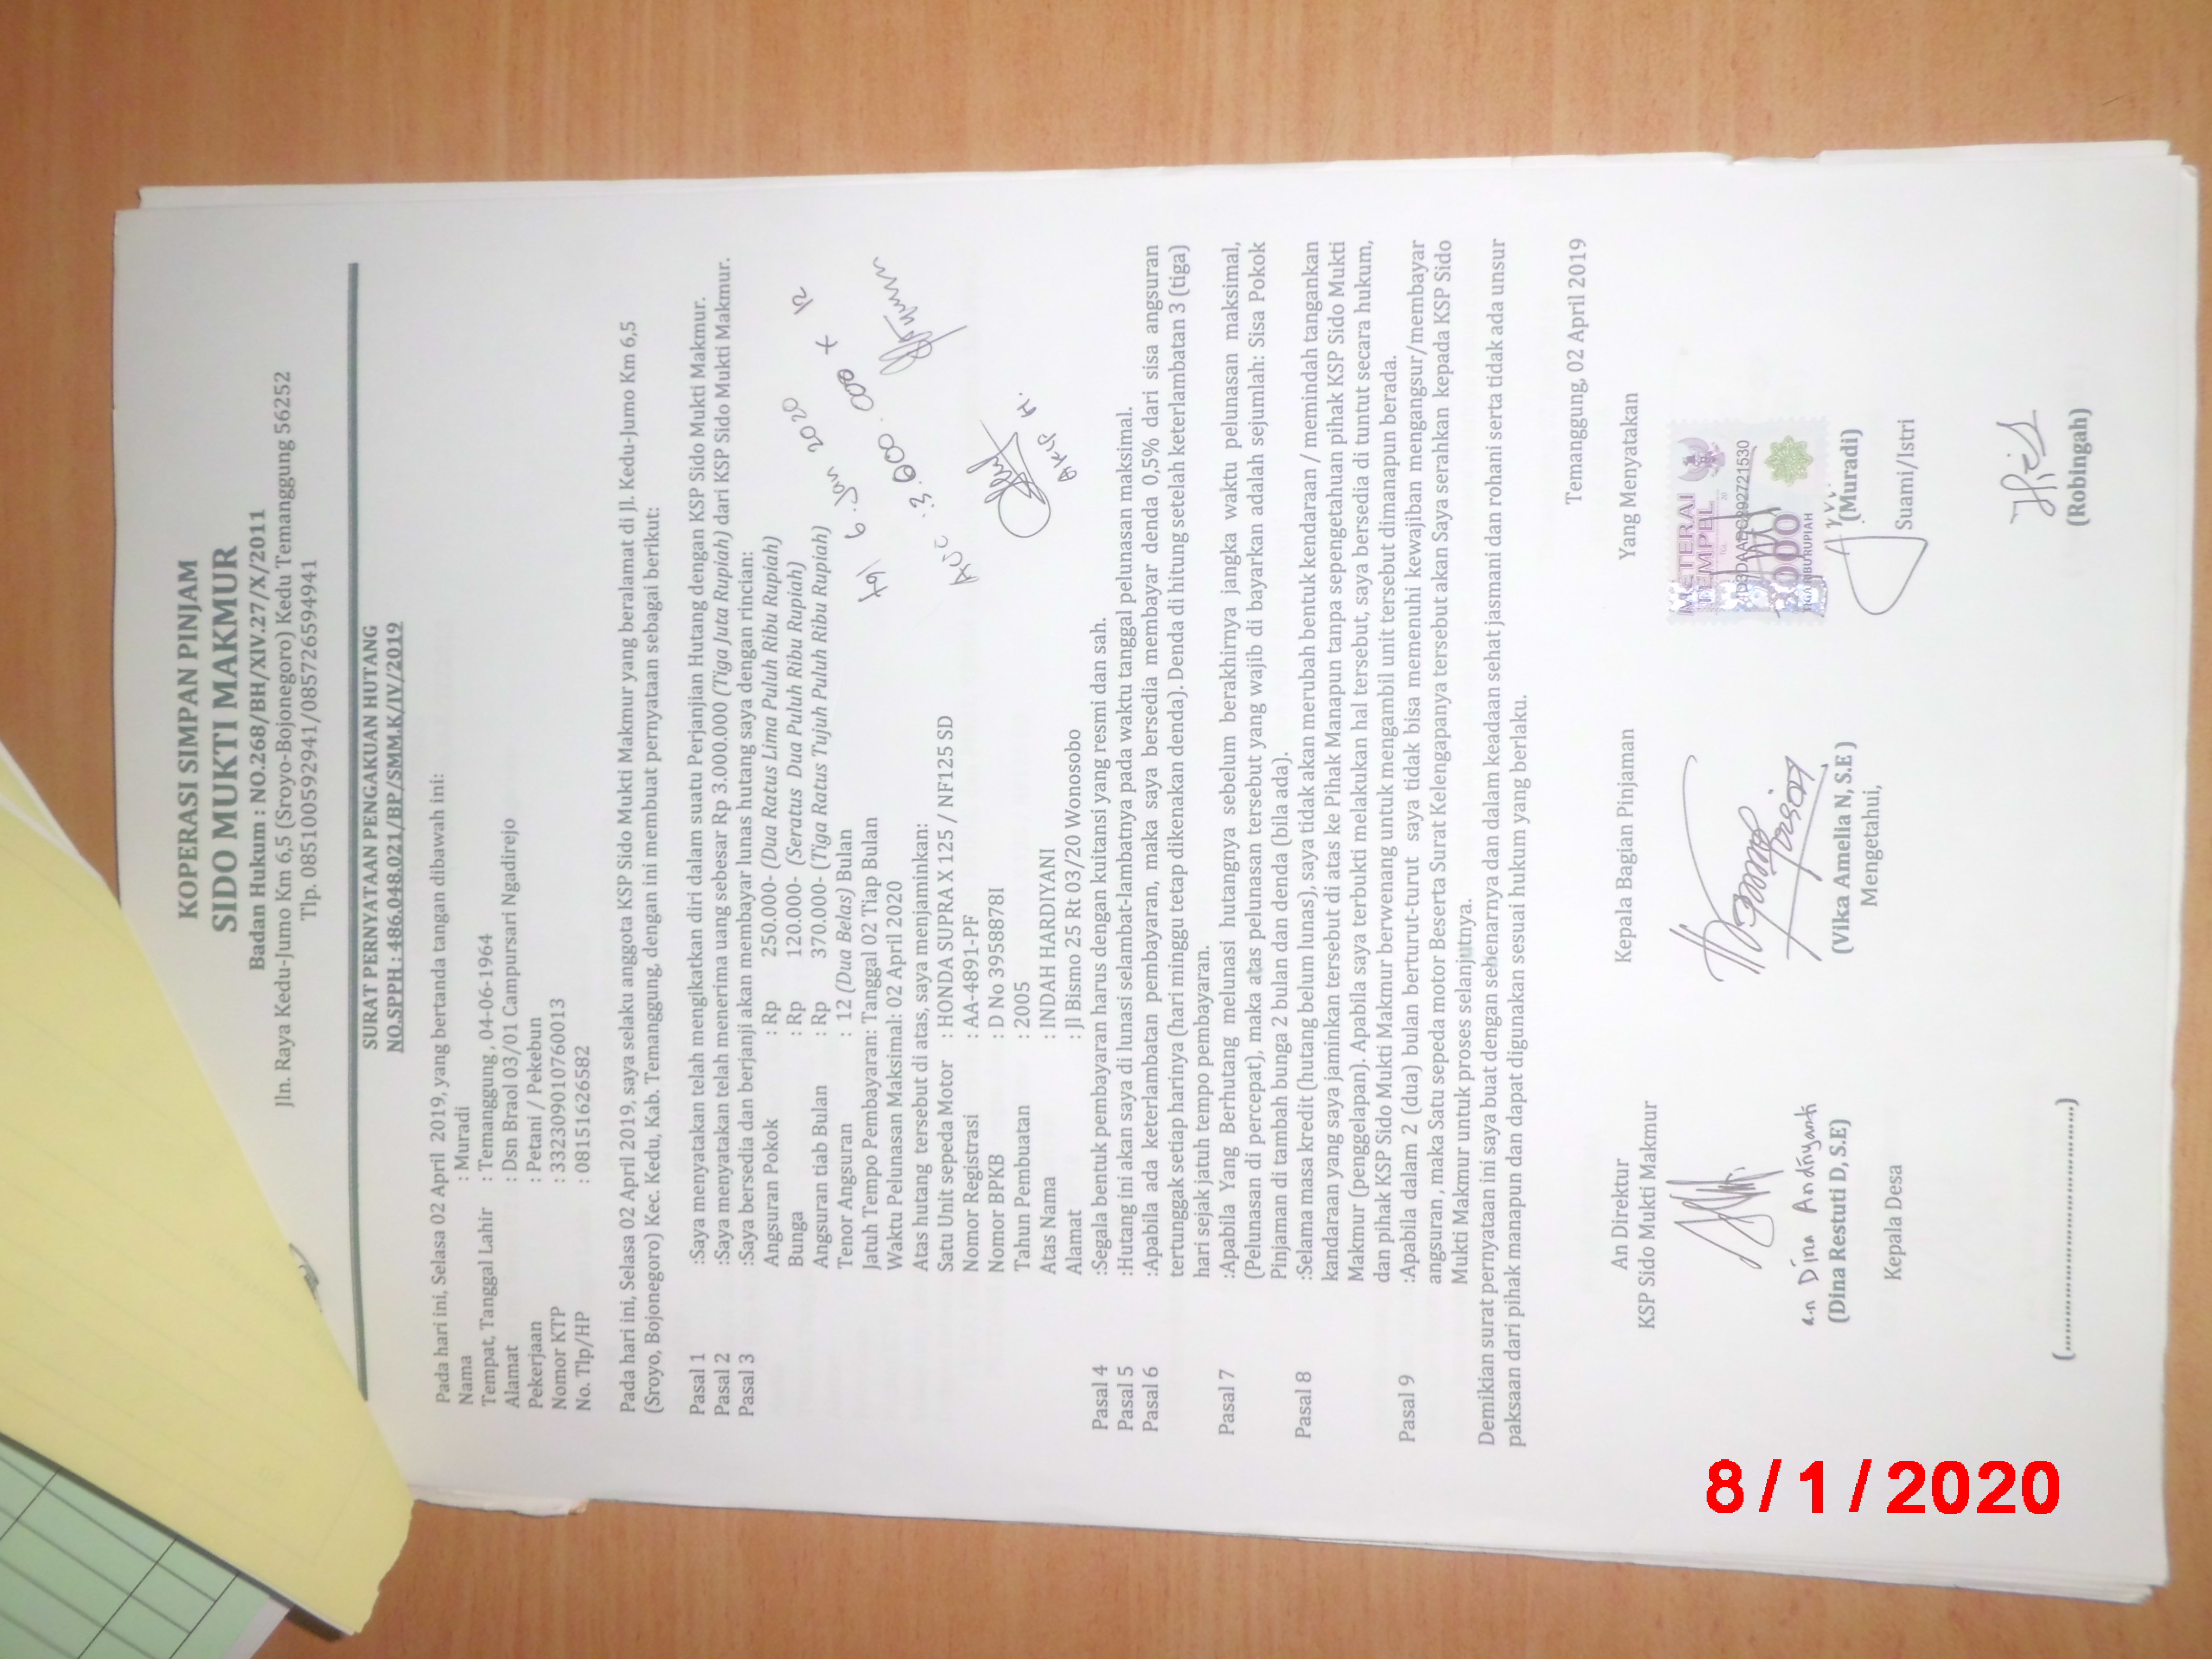 KOPERASI SIMPAN PINJAM
SIDO MUKTI MAKMUR
Badan Hukum : NO.268/BH/XIV.27/X/2011
Jln. Raya Kedu-Jumo Km 6,5 (Sroyo-Bojonegoro) Kedu Temanggung 56252
Tlp. 085100592941/085726594941
SURAT PERNYATAAN PENGAKUAN HUTANG
NO.SPPH : 486.048.021/BP/SMM.K/IV/2019
Pada hari ini, Selasa 02 April 2019, yang bertanda tangan dibawah ini:
Nama : Muradi
Tempat, Tanggal Lahir : Temanggung , 04-06-1964
Alamat : Dsn Braol 03/01 Campursari Ngadirejo
Pekerjaan : Petani / Pekebun
Nomor KTP : 3323090107760013
No. Tlp/HP : 081516265​82
Pada hari ini, Selasa 02 April 2019, saya selaku anggota KSP Sido Mukti Makmur yang beralamat di Jl. Kedu-Jumo Km 6,5
(Sroyo, Bojonegoro) Kec. Kedu, Kab. Temanggung, dengan ini membuat pernyataan sebagai berikut:
Pasal 1 :Saya menyatakan telah mengikatkan diri dalam suatu Perjanjian Hutang dengan KSP Sido Mukti Makmur.
Pasal 2 :Saya menyatakan telah menerima uang sebesar Rp 3.000.000 (Tiga Juta Rupiah) dari KSP Sido Mukti Makmur.
Pasal 3 :Saya bersedia dan berjanji akan membayar lunas hutang saya dengan rincian:
Angsuran Pokok : Rp 250.000- (Dua Ratus Lima Puluh Ribu Rupiah)
Bunga : Rp 120.000- (Seratus Dua Puluh Ribu Rupiah)
Angsuran tiab Bulan : Rp 370.000- (Tiga Ratus Tujuh Puluh Ribu Rupiah)
Tenor Angsuran : 12 (Dua Belas) Bulan
Jatuh Tempo Pembayaran: Tanggal 02 Tiap Bulan
Waktu Pelunasan Maksimal: 02 April 2020
tgl 6 Jan 2020
Acc 3.000.000 x 12
Akup H.
Atas hutang tersebut di atas, saya menjaminkan:
Satu Unit sepeda Motor : HONDA SUPRA X 125 / NF125 SD
Nomor Registrasi : AA-4891-PF
Nomor BPKB : D No 3958878I
Tahun Pembuatan : 2005
Atas Nama : INDAH HARDIYANI
Alamat : Jl Bismo 25 Rt 03/20 Wonosobo
Pasal 4 :Segala bentuk pembayaran harus dengan kuitansi yang resmi dan sah.
Pasal 5 :Hutang ini akan saya di lunasi selambat-lambatnya pada waktu tanggal pelunasan maksimal.
Pasal 6 :Apabila ada keterlambatan pembayaran, maka saya bersedia membayar denda 0,5% dari sisa angsuran
tertunggak setiap harinya (hari minggu tetap dikenakan denda). Denda di hitung setelah keterlambatan 3 (tiga)
hari sejak jatuh tempo pembayaran.
Pasal 7 :Apabila Yang Berhutang melunasi hutangnya sebelum berakhirnya jangka waktu pelunasan maksimal,
(Pelunasan di percepat), maka atas pelunasan tersebut yang wajib di bayarkan adalah sejumlah: Sisa Pokok
Pinjaman di tambah bunga 2 bulan dan denda (bila ada).
Pasal 8 :Selama masa kredit (hutang belum lunas), saya tidak akan merubah bentuk kendaraan / memindah tangankan
kandaraan yang saya jaminkan tersebut di atas ke Pihak Manapun tanpa sepengetahuan pihak KSP Sido Mukti
Makmur (penggelapan). Apabila saya terbukti melakukan hal tersebut, saya bersedia di tuntut secara hukum,
dan pihak KSP Sido Mukti Makmur berwenang untuk mengambil unit tersebut dimanapun berada.
Pasal 9 :Apabila dalam 2 (dua) bulan berturut-turut saya tidak bisa memenuhi kewajiban mengangsur/membayar
angsuran , maka Satu sepeda motor Beserta Surat Kelengapanya tersebut akan Saya serahkan kepada KSP Sido
Mukti Makmur untuk proses selanjutnya.
Demikian surat pernyataan ini saya buat dengan sebenarnya dan dalam keadaan sehat jasmani dan rohani serta tidak ada unsur
paksaan dari pihak manapun dan dapat digunakan sesuai hukum yang berlaku.
Temanggung, 02 April 2019
An Direktur
KSP Sido Mukti Makmur
Kepala Bagian Pinjaman
Yang Menyatakan
METERAI
TEMPEL
TGL 20
TIGA RIBU RUPIAH
a.n Dina Andriyanti
(Dina Restuti D, S.E)
(Vika Amelia N, S.E )
(Muradi)
Kepala Desa
Mengetahui,
Suami/Istri
(..............................)
(Robingah)
8/1/2020